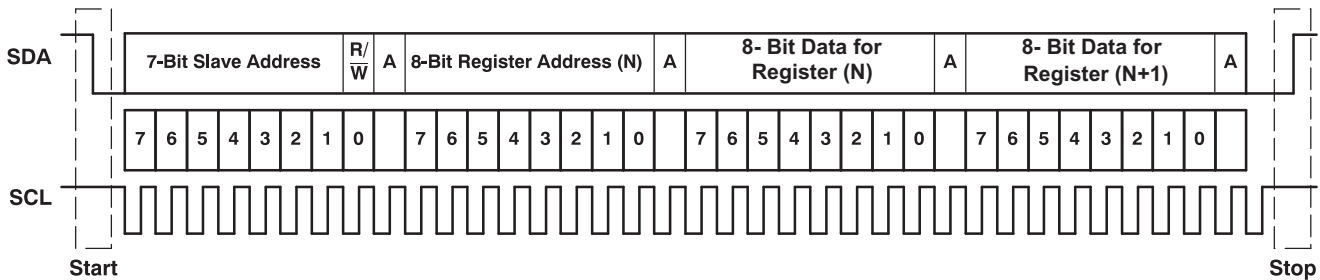 SDA
7-Bit Slave Address
R/
W
A
8-Bit Register Address (N)
A
8- Bit Data for
Register (N)
A
8- Bit Data for
Register (N+1)
A
7 6 5 4 3 2 1 0 7 6 5 4 3 2 1 0 7 6 5 4 3 2 1 0 7 6 5 4 3 2 1 0
SCL
Start
Stop